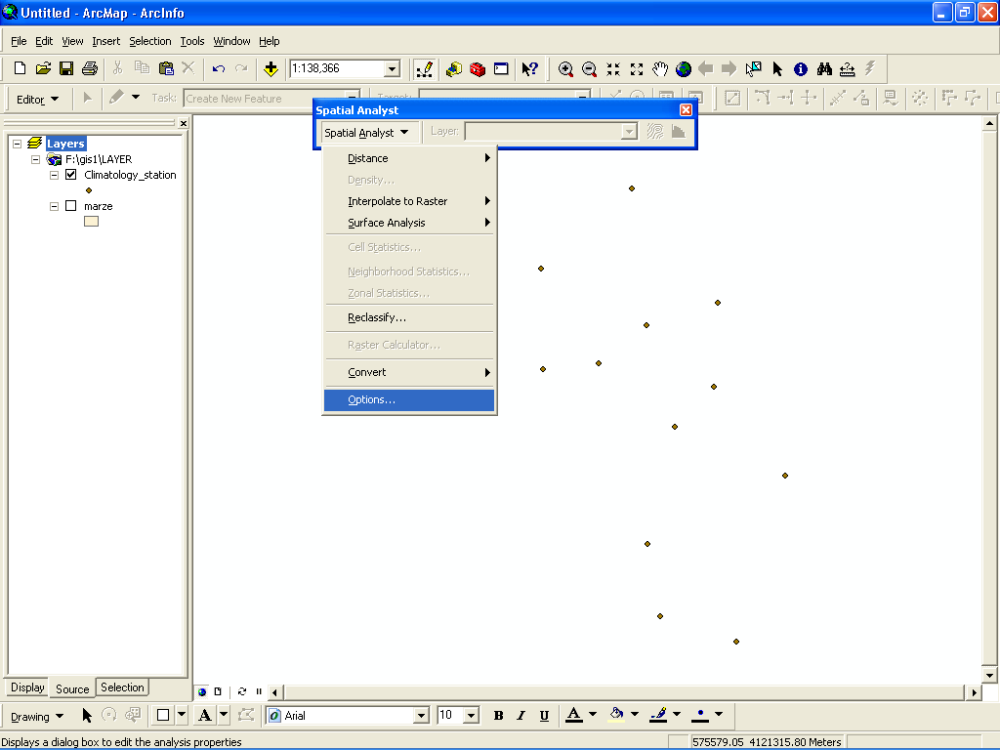 Untitled - ArcMap - ArcInfo
File Edit View Insert Selection Tools Window Help
1:138,366
Editor Task: Create New Feature Target:
Spatial Analyst
Spatial Analyst Layer:
Distance
Density...
Interpolate to Raster
Surface Analysis
Cell Statistics...
Neighborhood Statistics...
Zonal Statistics...
Reclassify...
Raster Calculator...
Convert
Options...
Layers
F:\gis1\LAYER
Climatology_station
marze
Display Source Selection
Drawing A Arial 10 B I U A
Displays a dialog box to edit the analysis properties
575579.05 4121315.80 Meters